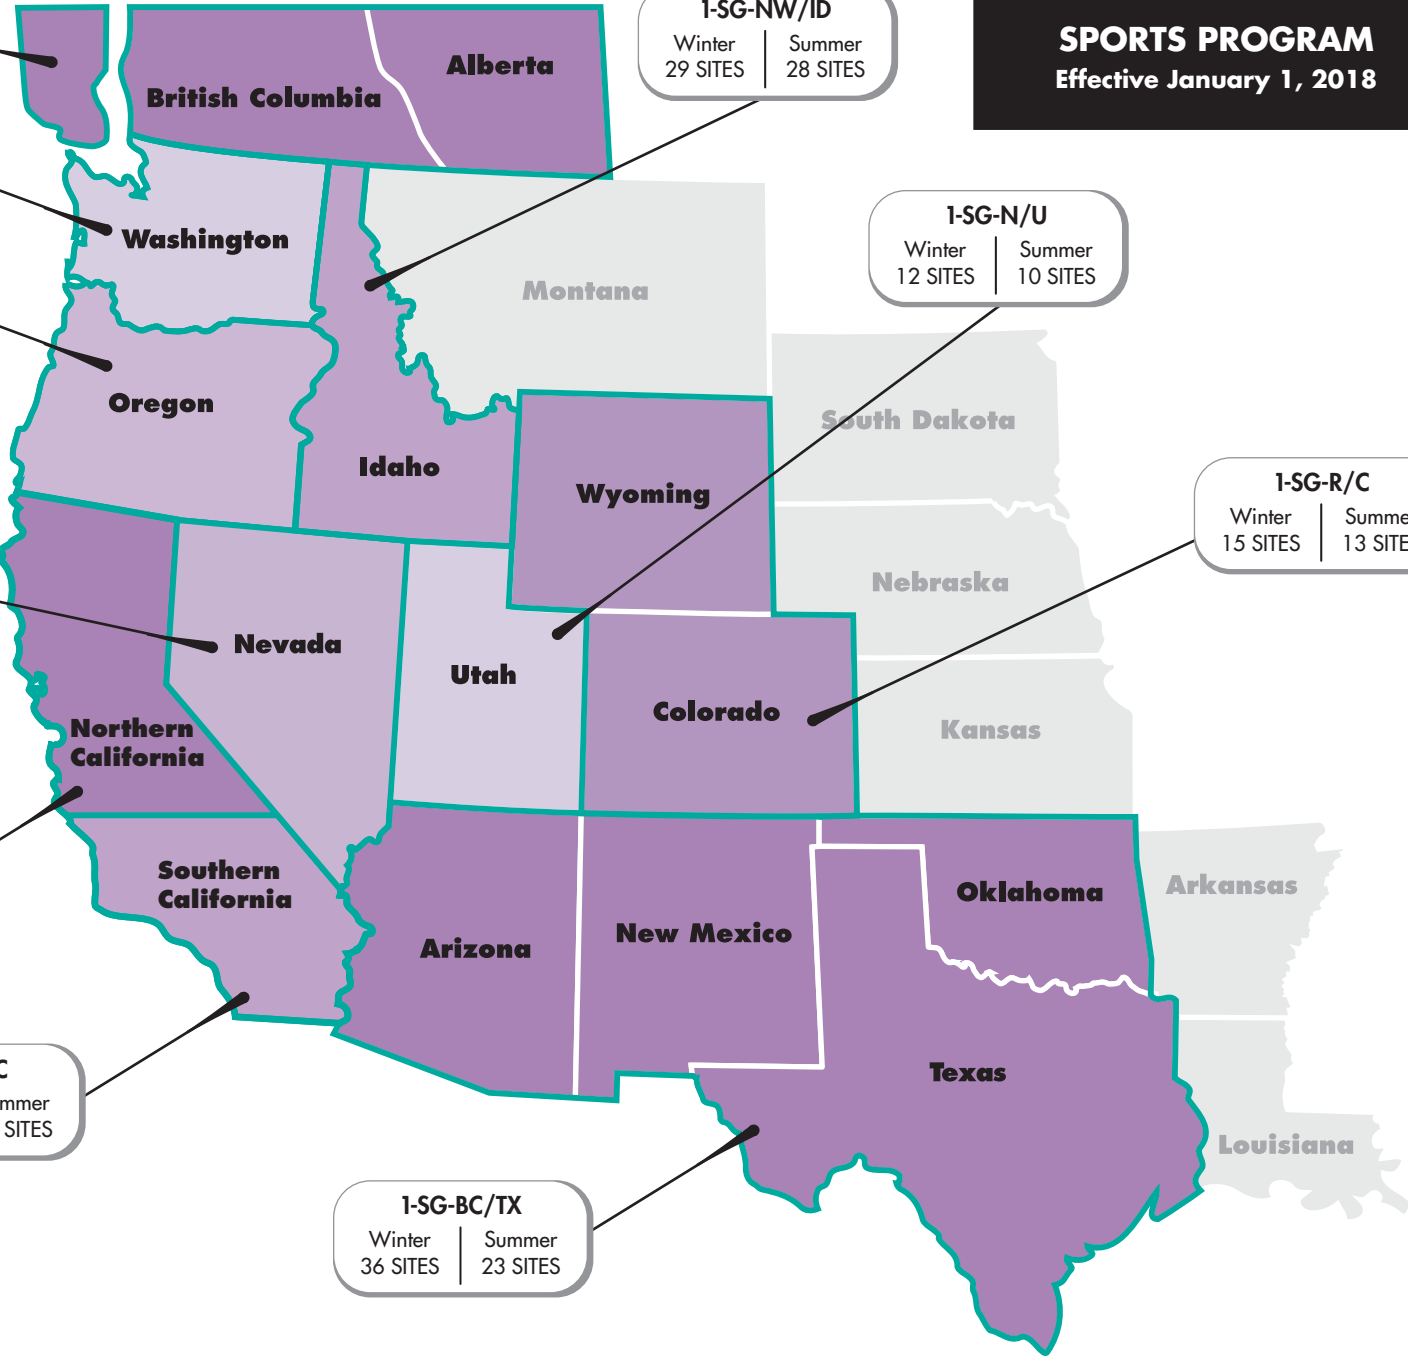 1-SG-NW/ID
Winter Summer
29 SITES 28 SITES
SPORTS PROGRAM
Effective January 1, 2018
Alberta
British Columbia
1-SG-N/U
Winter Summer
12 SITES 10 SITES
Washington
Montana
Oregon
South Dakota
Idaho
Wyoming
1-SG-R/C
Winter Summe
15 SITES 13 SITE
Nebraska
Nevada
Utah
Colorado
Kansas
Northern
California
Southern
California
Arizona
New Mexico
Oklahoma
Arkansas
Texas
C
mmer
SITES
Louisiana
1-SG-BC/TX
Winter Summer
36 SITES 23 SITES